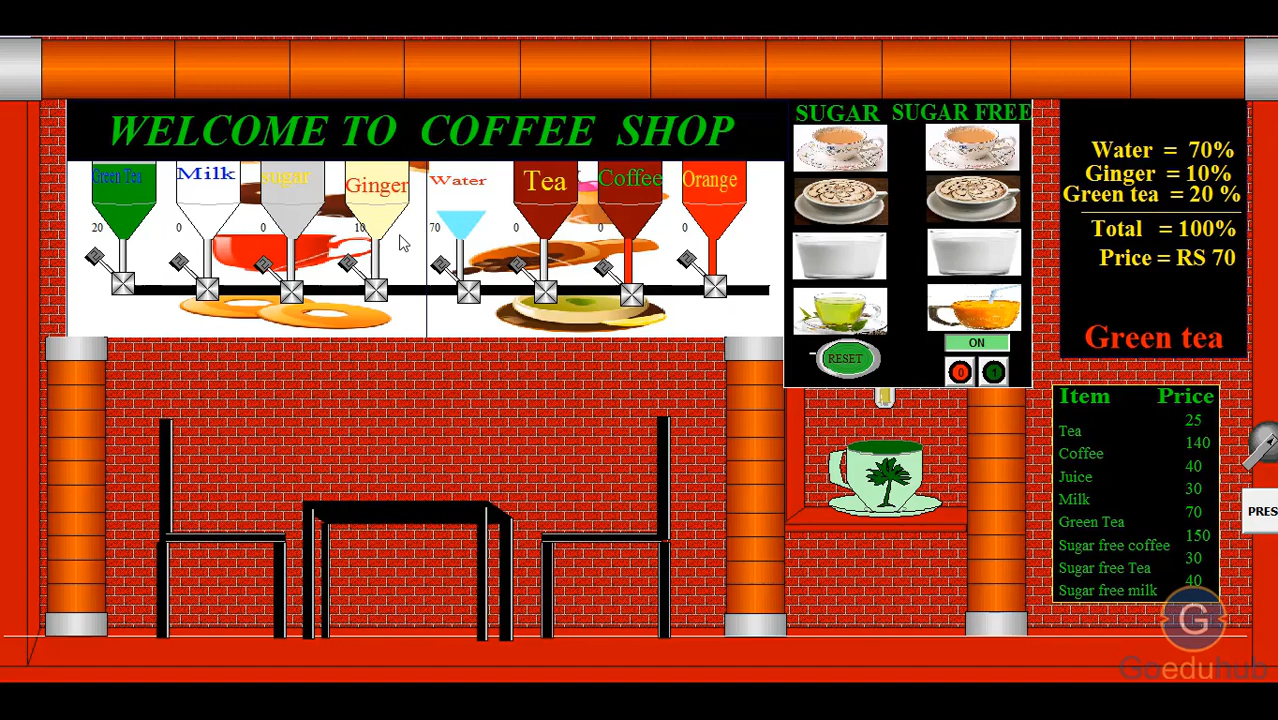 WELCOME TO COFFEE SHOP
SUGAR SUGAR FREE
Green Tea Milk sugar Ginger Water Tea Coffee Orange
20 0 0 10 70 0 0 0
RESET
ON
0 1
Water = 70%
Ginger = 10%
Green tea = 20 %
Total = 100%
Price = RS 70
Green tea
Item Price
Tea 25
Coffee 140
Juice 40
Milk 30
Green Tea 70
Sugar free coffee 150
Sugar free Tea 30
Sugar free milk 40
PRES
G
Goeduhub